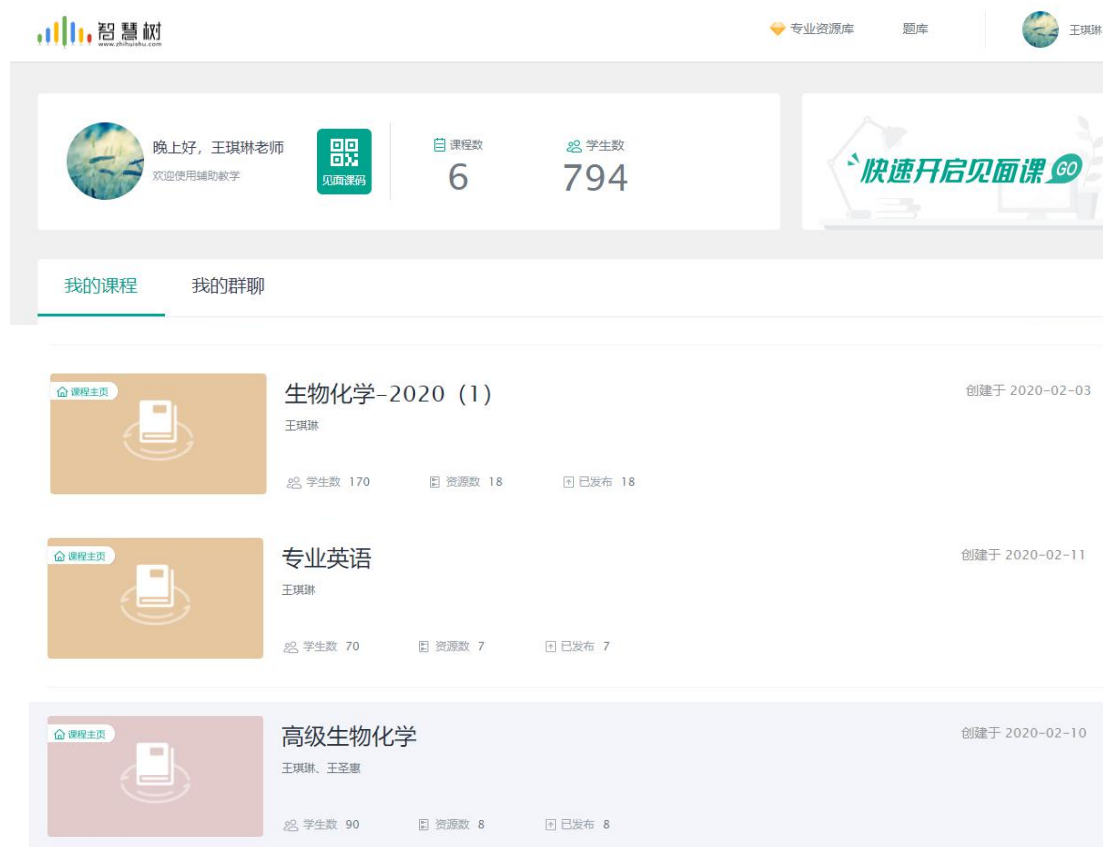 智慧树
www.zhihuishu.com
专业资源库 题库 王琪琳
晚上好，王琪琳老师
欢迎使用辅助教学
见面课码
课程数
6
学生数
794
快速开启见面课 GO
我的课程 我的群聊
课程主页
生物化学-2020（1）
创建于 2020-02-03
王琪琳
学生数 170 资源数 18 已发布 18
课程主页
专业英语
创建于 2020-02-11
王琪琳
学生数 70 资源数 7 已发布 7
课程主页
高级生物化学
创建于 2020-02-10
王琪琳、王圣惠
学生数 90 资源数 8 已发布 8